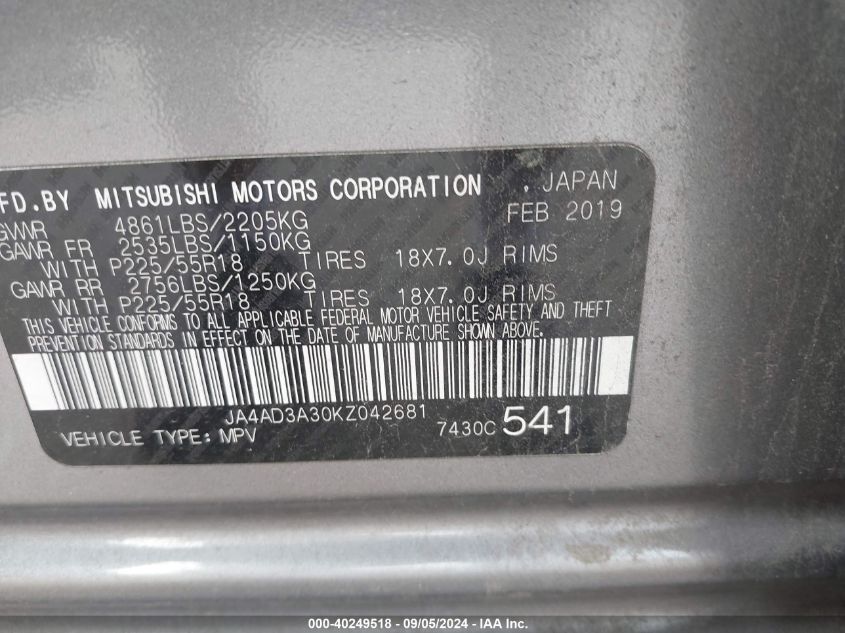 FD.BY MITSUBISHI MOTORS CORPORATION . JAPAN
GVWR 4861LBS/2205KG FEB 2019
GAWR FR 2535LBS/1150KG
WITH P225/55R18 TIRES 18X7.0J RIMS
GAWR RR 2756LBS/1250KG
WITH P225/55R18 TIRES 18X7.0J RIMS
THIS VEHICLE CONFORMS TO ALL APPLICABLE FEDERAL MOTOR VEHICLE SAFETY AND THEFT
PREVENTION STANDARDS IN EFFECT ON THE DATE OF MANUFACTURE SHOWN ABOVE.
JA4AD3A30KZ042681
VEHICLE TYPE: MPV 7430C 541
000-40249518 - 09/05/2024 - IAA Inc.